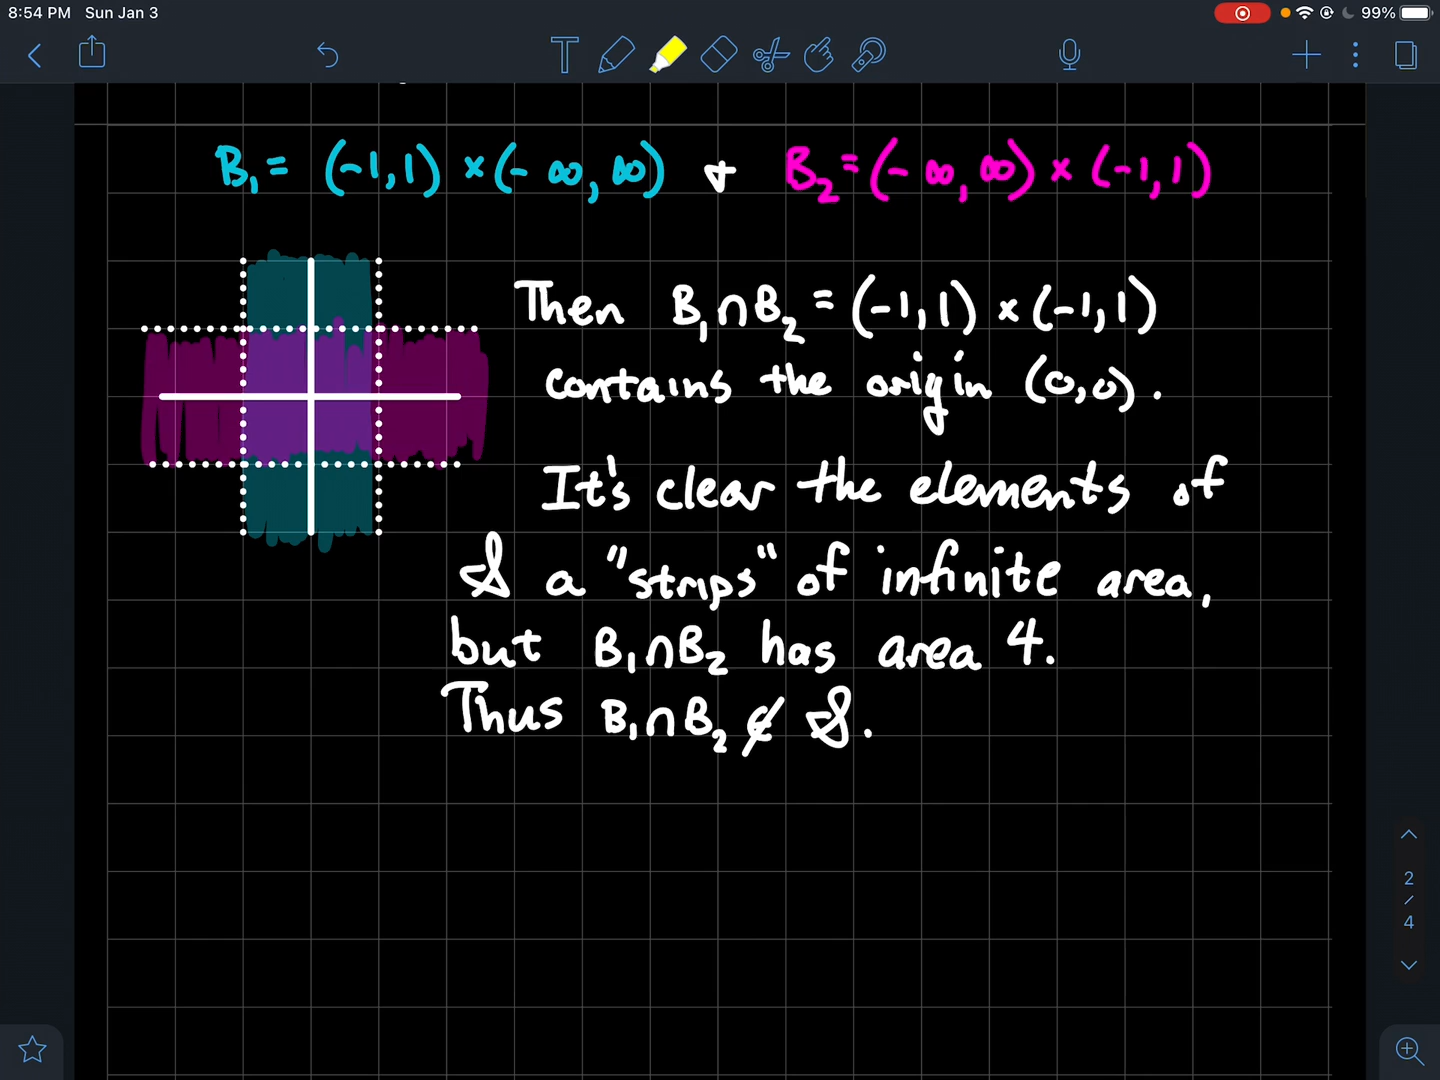 8:54 PM Sun Jan 3 99%
T
B₁ = (-1,1) × (-∞,∞) & B₂ = (-∞,∞) × (-1,1)
Then B₁∩B₂ = (-1,1) × (-1,1)
contains the origin (0,0).
It's clear the elements of
𝒮 a "strips" of infinite area,
but B₁∩B₂ has area 4.
Thus B₁∩B₂ ∉ 𝒮.
2
/
4